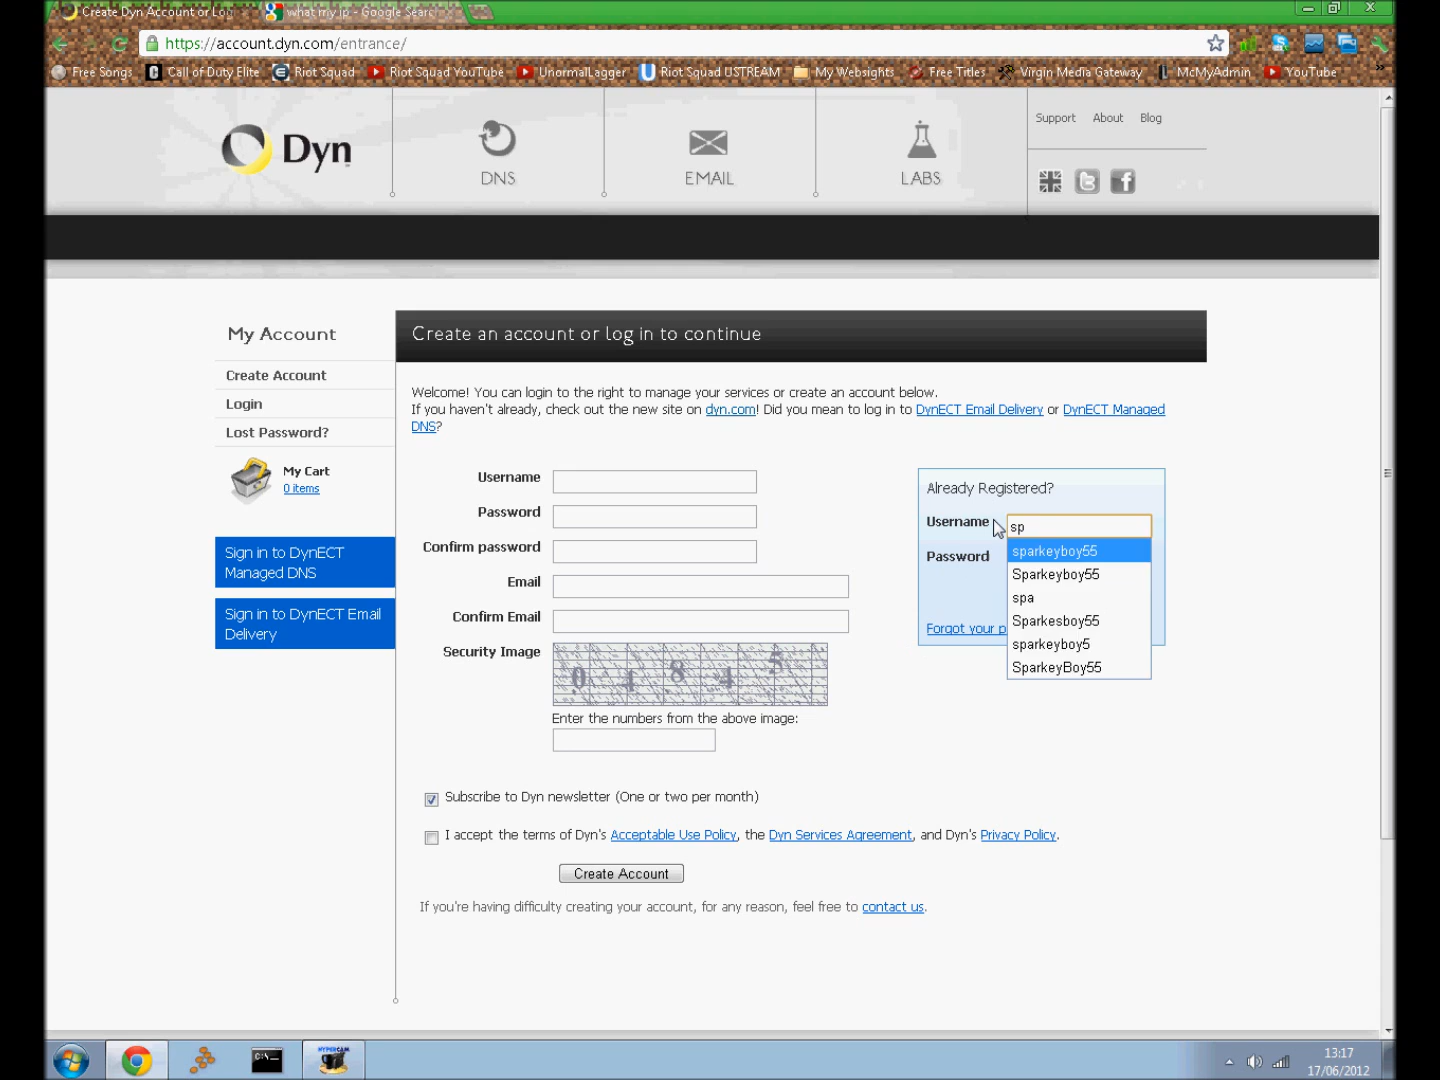 Create Dyn Account or Lo
what my ip - Google Searc
https://account.dyn.com/entrance/
Free Songs
Call of Duty Elite
Riot Squad
Riot Squad YouTube
UnormalLagger
Riot Squad USTREAM
My Websights
Free Titles
Virgin Media Gateway
McMyAdmin
YouTube
»
Dyn
DNS
EMAIL
LABS
Support
About
Blog
My Account
Create Account
Login
Lost Password?
My Cart
0 items
Sign in to DynECT
Managed DNS
Sign in to DynECT Email
Delivery
Create an account or log in to continue
Welcome! You can login to the right to manage your services or create an account below.
If you haven't already, check out the new site on dyn.com! Did you mean to log in to DynECT Email Delivery or DynECT Managed
DNS?
Username
Password
Confirm password
Email
Confirm Email
Security Image
0 4 8 4 5
Enter the numbers from the above image:
Already Registered?
Username
sp
Password
sparkeyboy55
Sparkeyboy55
spa
Sparkesboy55
sparkeyboy5
SparkeyBoy55
Forgot your p
Subscribe to Dyn newsletter (One or two per month)
I accept the terms of Dyn's Acceptable Use Policy, the Dyn Services Agreement, and Dyn's Privacy Policy.
Create Account
If you're having difficulty creating your account, for any reason, feel free to contact us.
C:\_
HYPERCAM
13:17
17/06/2012